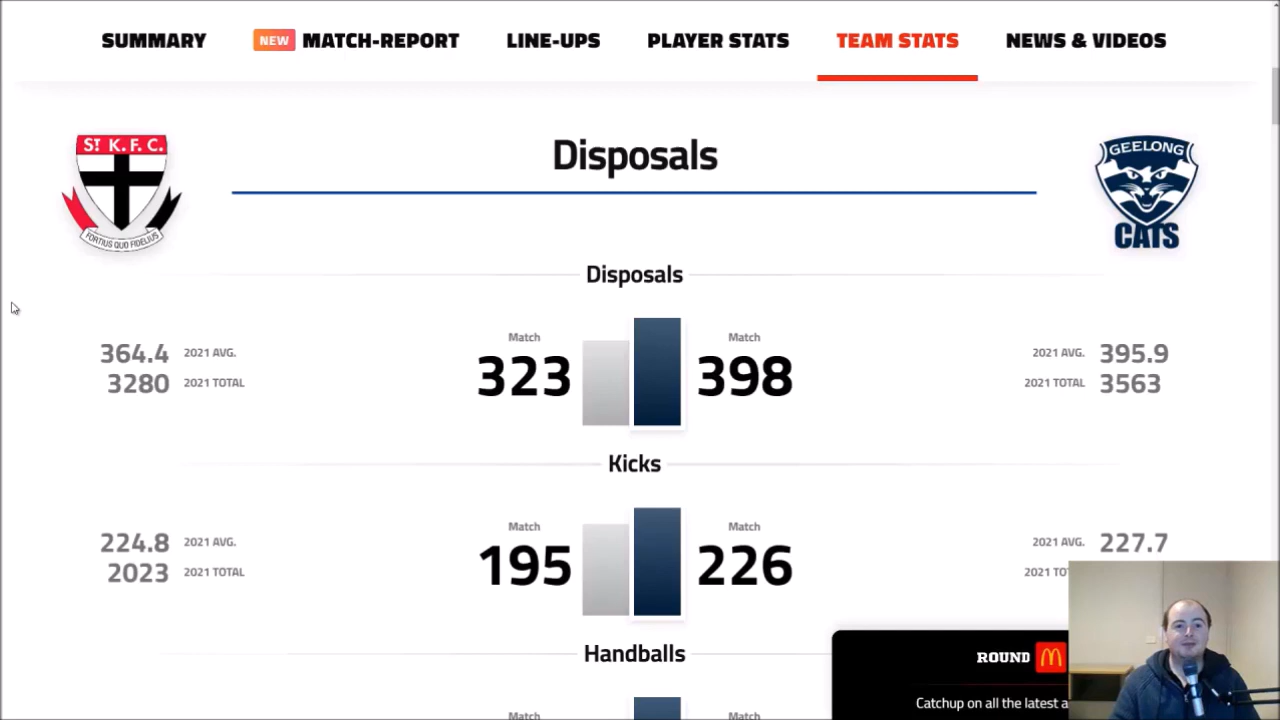 SUMMARY
NEW MATCH-REPORT
LINE-UPS
PLAYER STATS
TEAM STATS
NEWS & VIDEOS
ST K.F.C.
FORTIUS QUO FIDELIUS
Disposals
GEELONG
CATS
Disposals
364.4 2021 AVG.
3280 2021 TOTAL
Match
323
Match
398
2021 AVG. 395.9
2021 TOTAL 3563
Kicks
224.8 2021 AVG.
2023 2021 TOTAL
Match
195
Match
226
2021 AVG. 227.7
2021 TO
Handballs
Match
Match
ROUND
Catchup on all the latest a